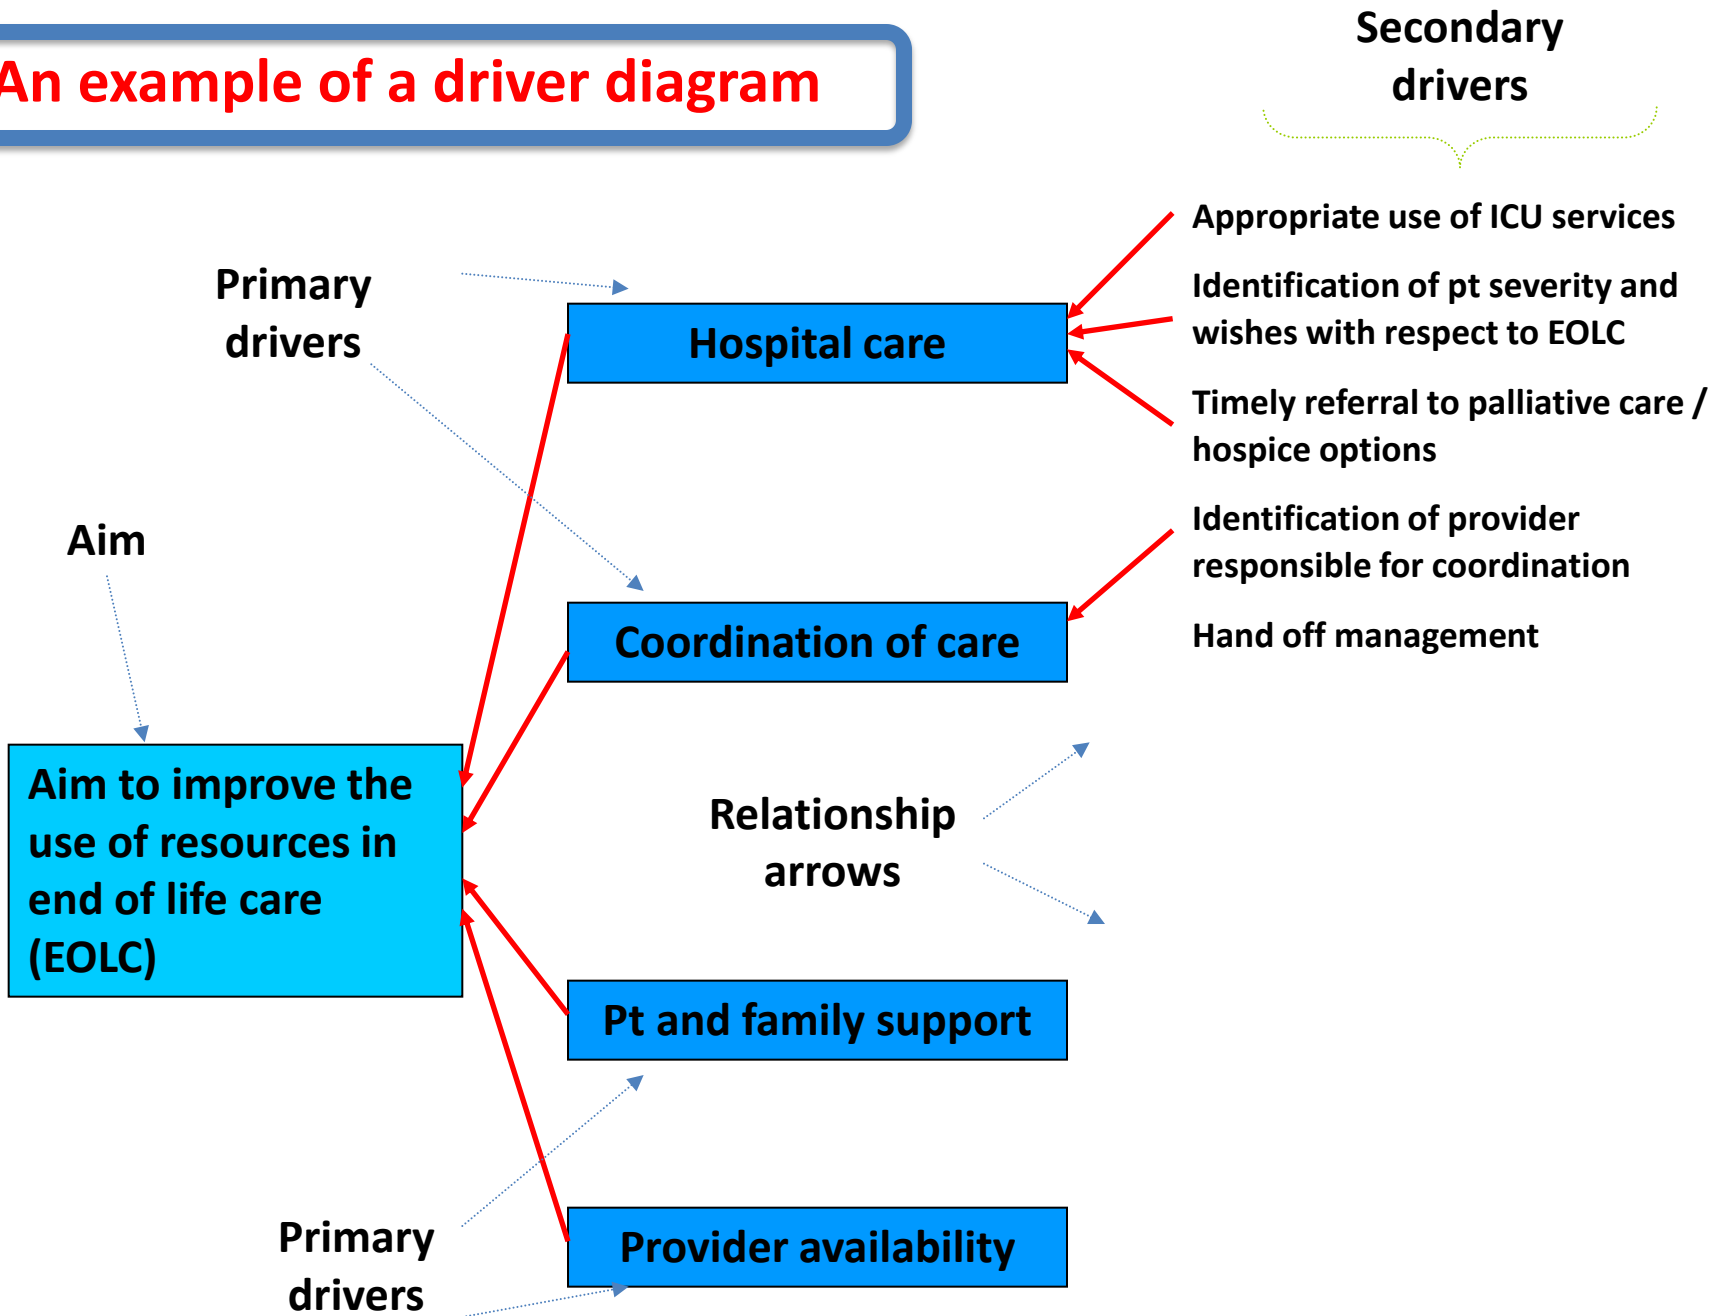 An example of a driver diagram
Secondary
drivers
Appropriate use of ICU services
Primary
drivers
Identification of pt severity and
wishes with respect to EOLC
Hospital care
Timely referral to palliative care /
hospice options
Aim
Identification of provider
responsible for coordination
Coordination of care
Hand off management
Aim to improve the
use of resources in
end of life care
(EOLC)
Relationship
arrows
Pt and family support
Primary
drivers
Provider availability